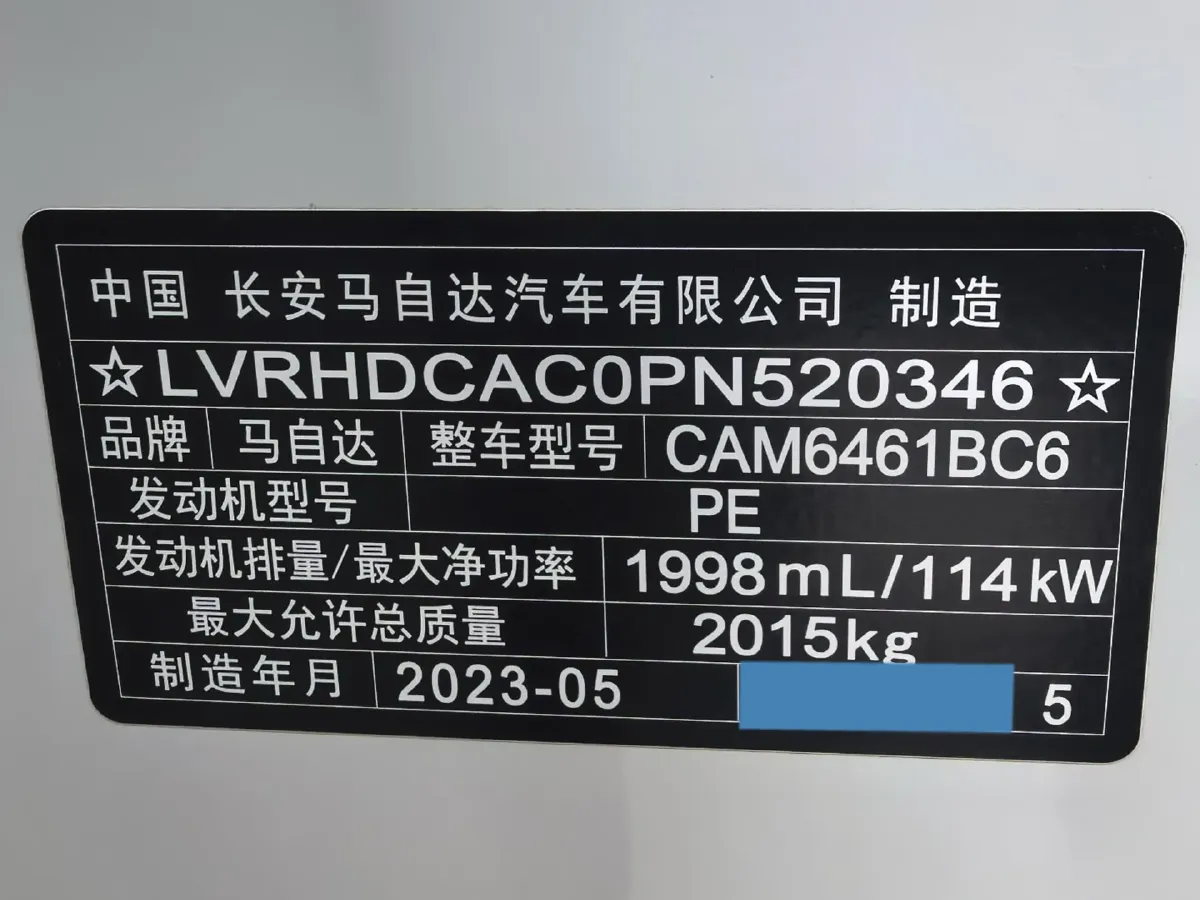 中国 长安马自达汽车有限公司 制造
☆LVRHDCAC0PN520346☆
品牌 马自达 整车型号 CAM6461BC6
发动机型号 PE
发动机排量/最大净功率 1998mL/114kW
最大允许总质量 2015kg
制造年月 2023-05 5